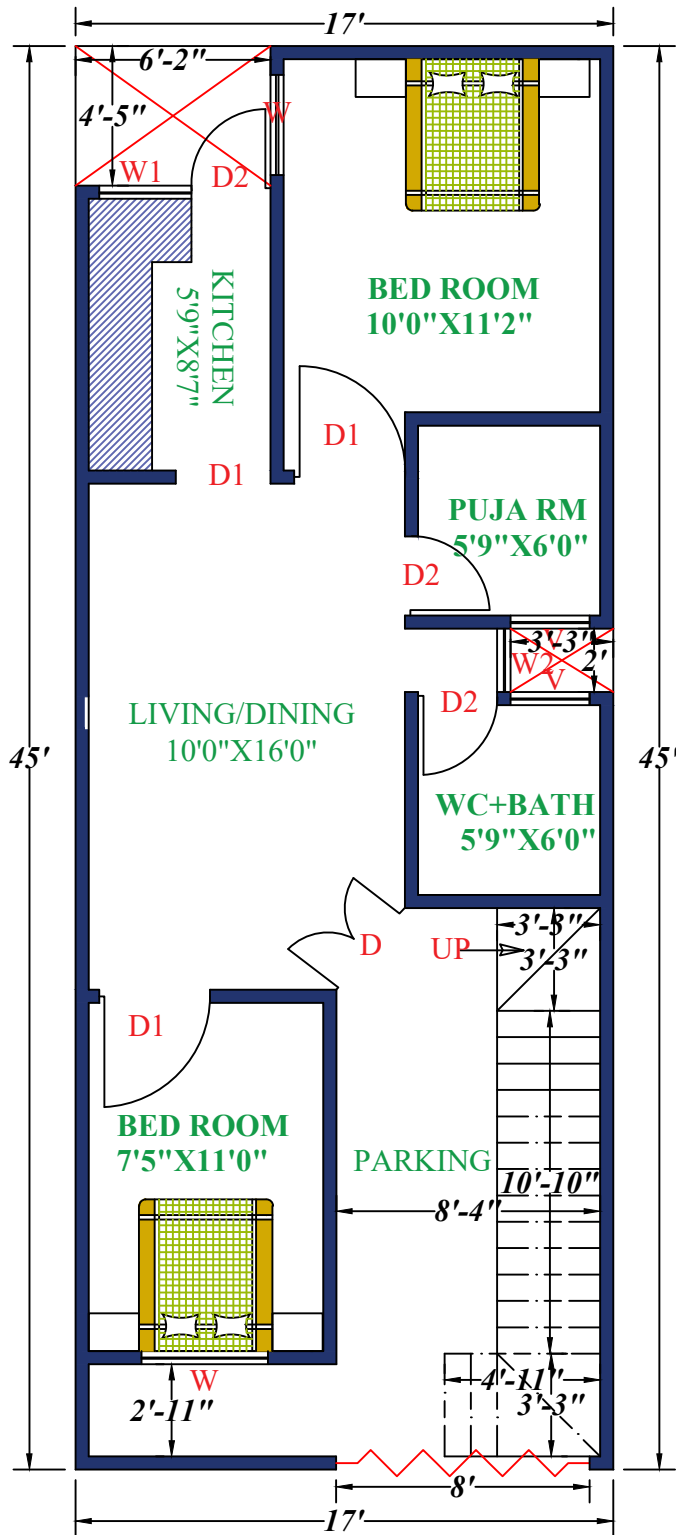 17'
6'-2"
4'-5"
W
W1
D2
BED ROOM
10'0"X11'2"
KITCHEN
5'9"X8'7"
D1
D1
PUJA RM
5'9"X6'0"
D2
V
3'-3"
W2
2'
V
D2
LIVING/DINING
10'0"X16'0"
45'
45'
WC+BATH
5'9"X6'0"
3'-3"
D
UP
3'-3"
D1
BED ROOM
7'5"X11'0"
PARKING
10'-10"
8'-4"
W
4'-11"
2'-11"
3'-3"
8'
17'